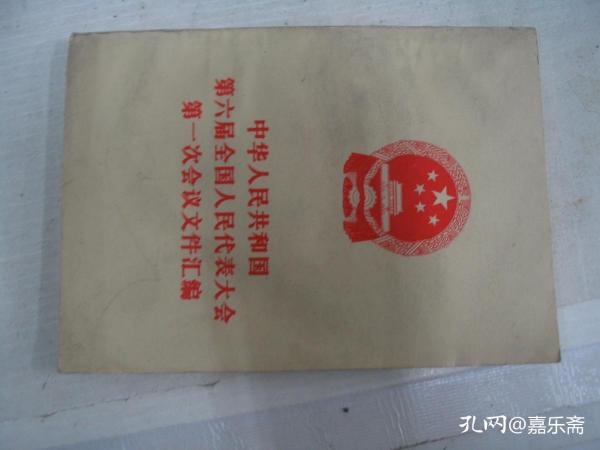 中华人民共和国
第六届全国人民代表大会
第一次会议文件汇编
孔网@嘉乐斋